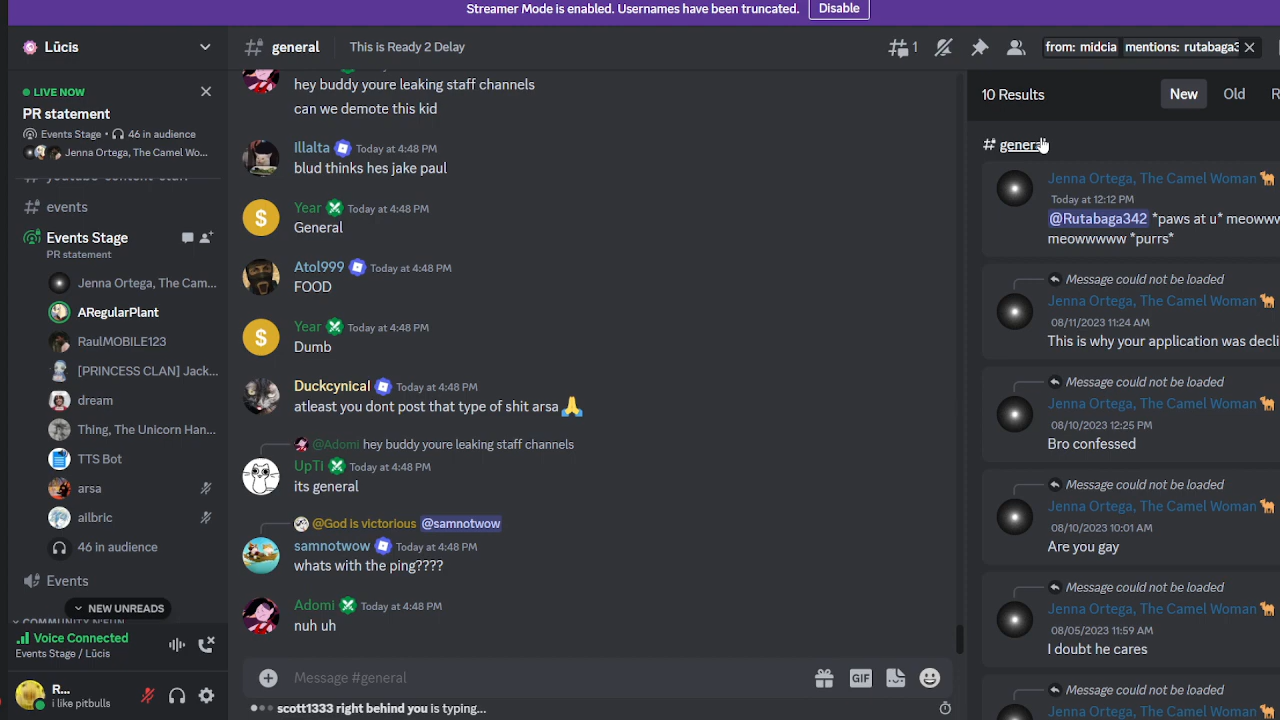 Streamer Mode is enabled. Usernames have been truncated.
Disable
Lūcis
general
This is Ready 2 Delay
1
from: midcia
mentions: rutabaga3
LIVE NOW
PR statement
Events Stage • 46 in audience
Jenna Ortega, The Camel Wo...
events
Events Stage
PR statement
Jenna Ortega, The Cam...
ARegularPlant
RaulMOBILE123
[PRINCESS CLAN] Jack...
dream
Thing, The Unicorn Han...
TTS Bot
arsa
ailbric
46 in audience
Events
NEW UNREADS
Voice Connected
Events Stage / Lūcis
R...
i like pitbulls
hey buddy youre leaking staff channels
can we demote this kid
Illalta Today at 4:48 PM
blud thinks hes jake paul
Year Today at 4:48 PM
General
Atol999 Today at 4:48 PM
FOOD
Year Today at 4:48 PM
Dumb
Duckcynical Today at 4:48 PM
atleast you dont post that type of shit arsa 🙏
@Adomi hey buddy youre leaking staff channels
UpTi Today at 4:48 PM
its general
@God is victorious @samnotwow
samnotwow Today at 4:48 PM
whats with the ping????
Adomi Today at 4:48 PM
nuh uh
Message #general
GIF
scott1333 right behind you is typing...
10 Results
New
Old
R
# general
Jenna Ortega, The Camel Woman 🐪
Today at 12:12 PM
@Rutabaga342 *paws at u* meowww
meowwwww *purrs*
Message could not be loaded
Jenna Ortega, The Camel Woman 🐪
08/11/2023 11:24 AM
This is why your application was decli
Message could not be loaded
Jenna Ortega, The Camel Woman 🐪
08/10/2023 12:25 PM
Bro confessed
Message could not be loaded
Jenna Ortega, The Camel Woman 🐪
08/10/2023 10:01 AM
Are you gay
Message could not be loaded
Jenna Ortega, The Camel Woman 🐪
08/05/2023 11:59 AM
I doubt he cares
Message could not be loaded
Jenna Ortega, The Camel Woman 🐪